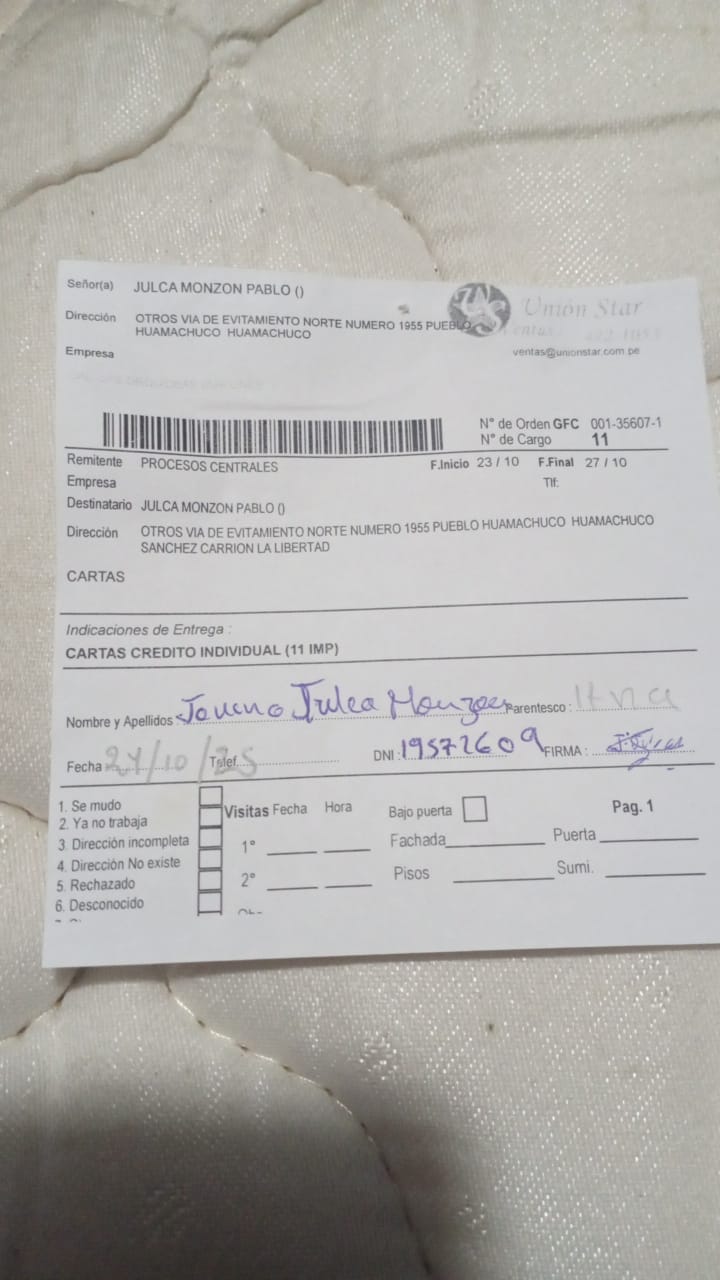 Señor(a) JULCA MONZON PABLO ()
Dirección OTROS VIA DE EVITAMIENTO NORTE NUMERO 1955 PUEBLO
HUAMACHUCO HUAMACHUCO
Empresa
Unión Star
ventas@unionstar.com.pe
N° de Orden GFC 001-35607-1
N° de Cargo 11
Remitente PROCESOS CENTRALES F.Inicio 23 / 10 F.Final 27 / 10
Empresa Tlf:
Destinatario JULCA MONZON PABLO ()
Dirección OTROS VIA DE EVITAMIENTO NORTE NUMERO 1955 PUEBLO HUAMACHUCO HUAMACHUCO
SANCHEZ CARRION LA LIBERTAD
CARTAS
Indicaciones de Entrega :
CARTAS CREDITO INDIVIDUAL (11 IMP)
Nombre y Apellidos : Julca Monzon Parentesco :
Fecha 27/10/25 Telef. DNI : 19572609 FIRMA :
1. Se mudo
2. Ya no trabaja
3. Dirección incompleta
4. Dirección No existe
5. Rechazado
6. Desconocido
Visitas Fecha Hora Bajo puerta Pag. 1
1° Fachada Puerta
2° Pisos Sumi.